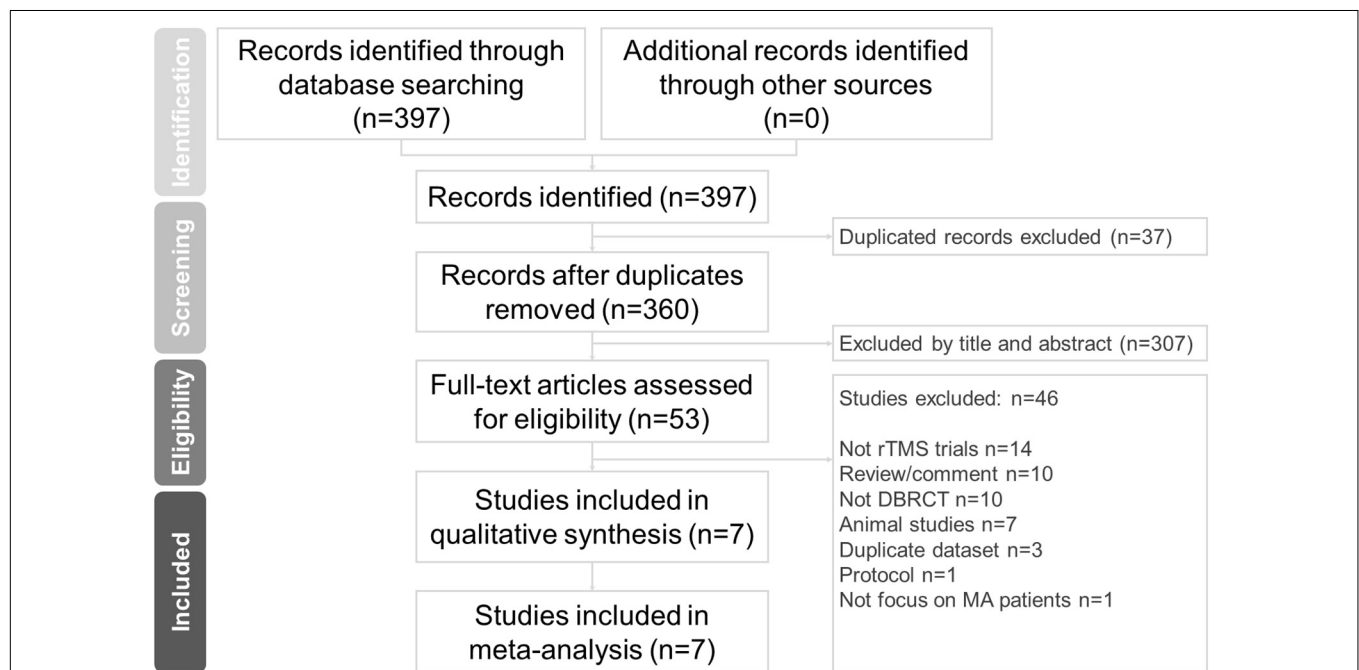 Identification
Records identified through
database searching
(n=397)
Additional records identified
through other sources
(n=0)
Records identified (n=397)
Screening
Duplicated records excluded (n=37)
Records after duplicates
removed (n=360)
Excluded by title and abstract (n=307)
Eligibility
Full-text articles assessed
for eligibility (n=53)
Studies excluded: n=46
Not rTMS trials n=14
Review/comment n=10
Not DBRCT n=10
Animal studies n=7
Duplicate dataset n=3
Protocol n=1
Not focus on MA patients n=1
Included
Studies included in
qualitative synthesis (n=7)
Studies included in
meta-analysis (n=7)